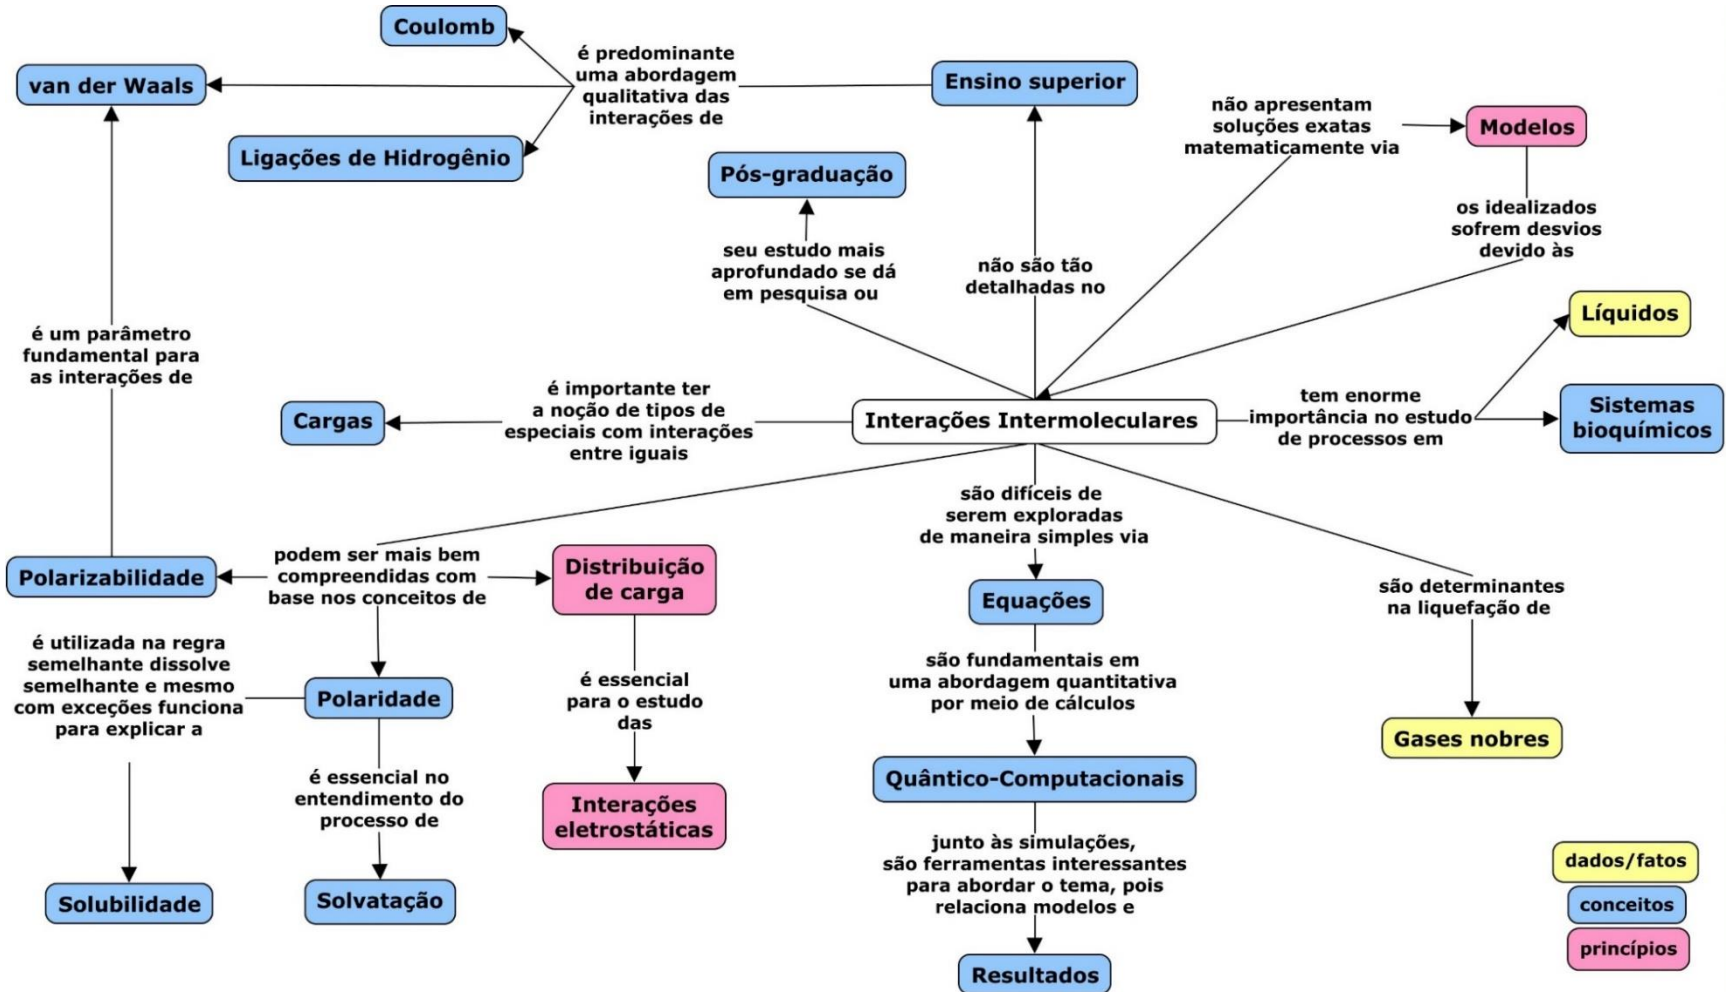 Coulomb
é predominante
uma abordagem
qualitativa das
interações de
van der Waals
Ensino superior
Ligações de Hidrogênio
não apresentam
soluções exatas
matematicamente via
Modelos
Pós-graduação
os idealizados
sofrem desvios
devido às
seu estudo mais
aprofundado se dá
em pesquisa ou
não são tão
detalhadas no
Líquidos
é um parâmetro
fundamental para
as interações de
é importante ter
a noção de tipos de
especiais com interações
entre iguais
Cargas
Interações Intermoleculares
tem enorme
importância no estudo
de processos em
Sistemas
bioquímicos
são difíceis de
serem exploradas
de maneira simples via
Polarizabilidade
podem ser mais bem
compreendidas com
base nos conceitos de
Distribuição
de carga
Equações
são determinantes
na liquefação de
é utilizada na regra
semelhante dissolve
semelhante e mesmo
com exceções funciona
para explicar a
Polaridade
é essencial
para o estudo
das
são fundamentais em
uma abordagem quantitativa
por meio de cálculos
Gases nobres
é essencial no
entendimento do
processo de
Interações
eletrostáticas
Quântico-Computacionais
junto às simulações,
são ferramentas interessantes
para abordar o tema, pois
relaciona modelos e
Solubilidade
Solvatação
Resultados
dados/fatos
conceitos
princípios